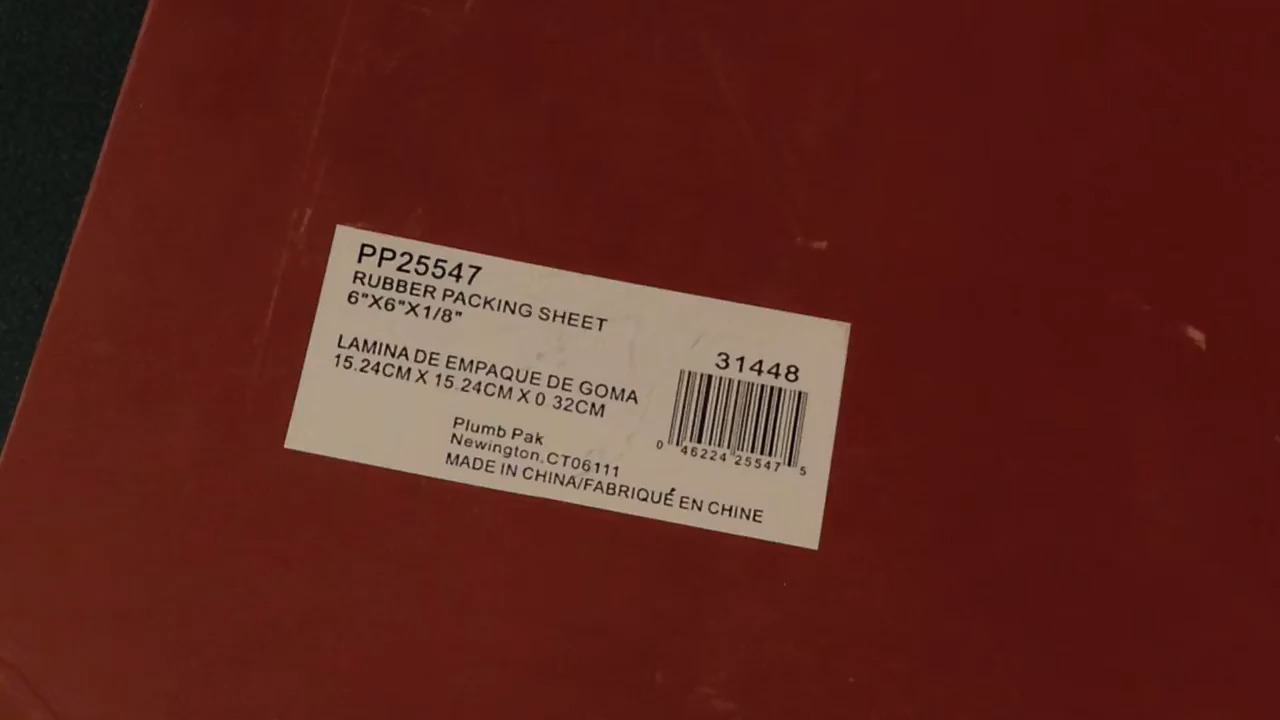 PP25547
RUBBER PACKING SHEET
6"X6"X1/8"
LAMINA DE EMPAQUE DE GOMA
15.24CM X 15.24CM X 0.32CM
31448
0 46224 25547 5
Plumb Pak
Newington,CT06111
MADE IN CHINA/FABRIQUÉ EN CHINE